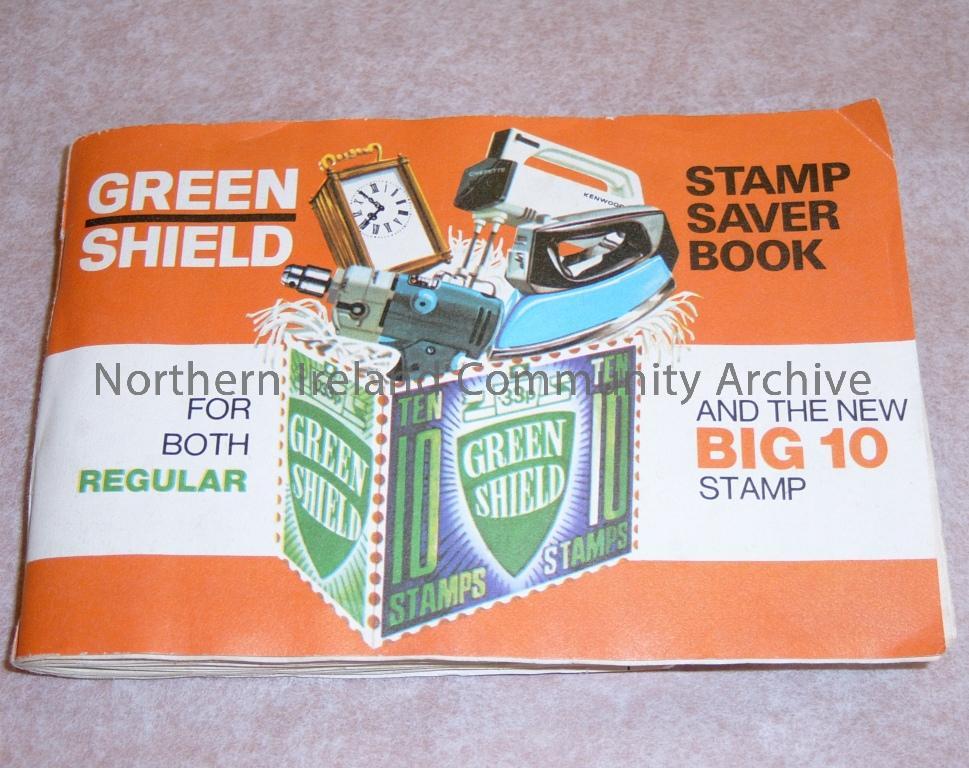 GREEN
SHIELD
STAMP
SAVER
BOOK
KENWOOD
Northern Ireland Community Archive
FOR
BOTH
REGULAR
AND THE NEW
BIG 10
STAMP
GREEN
SHIELD
TEN
10
STAMPS
GREEN
SHIELD
TEN
10
STAMPS